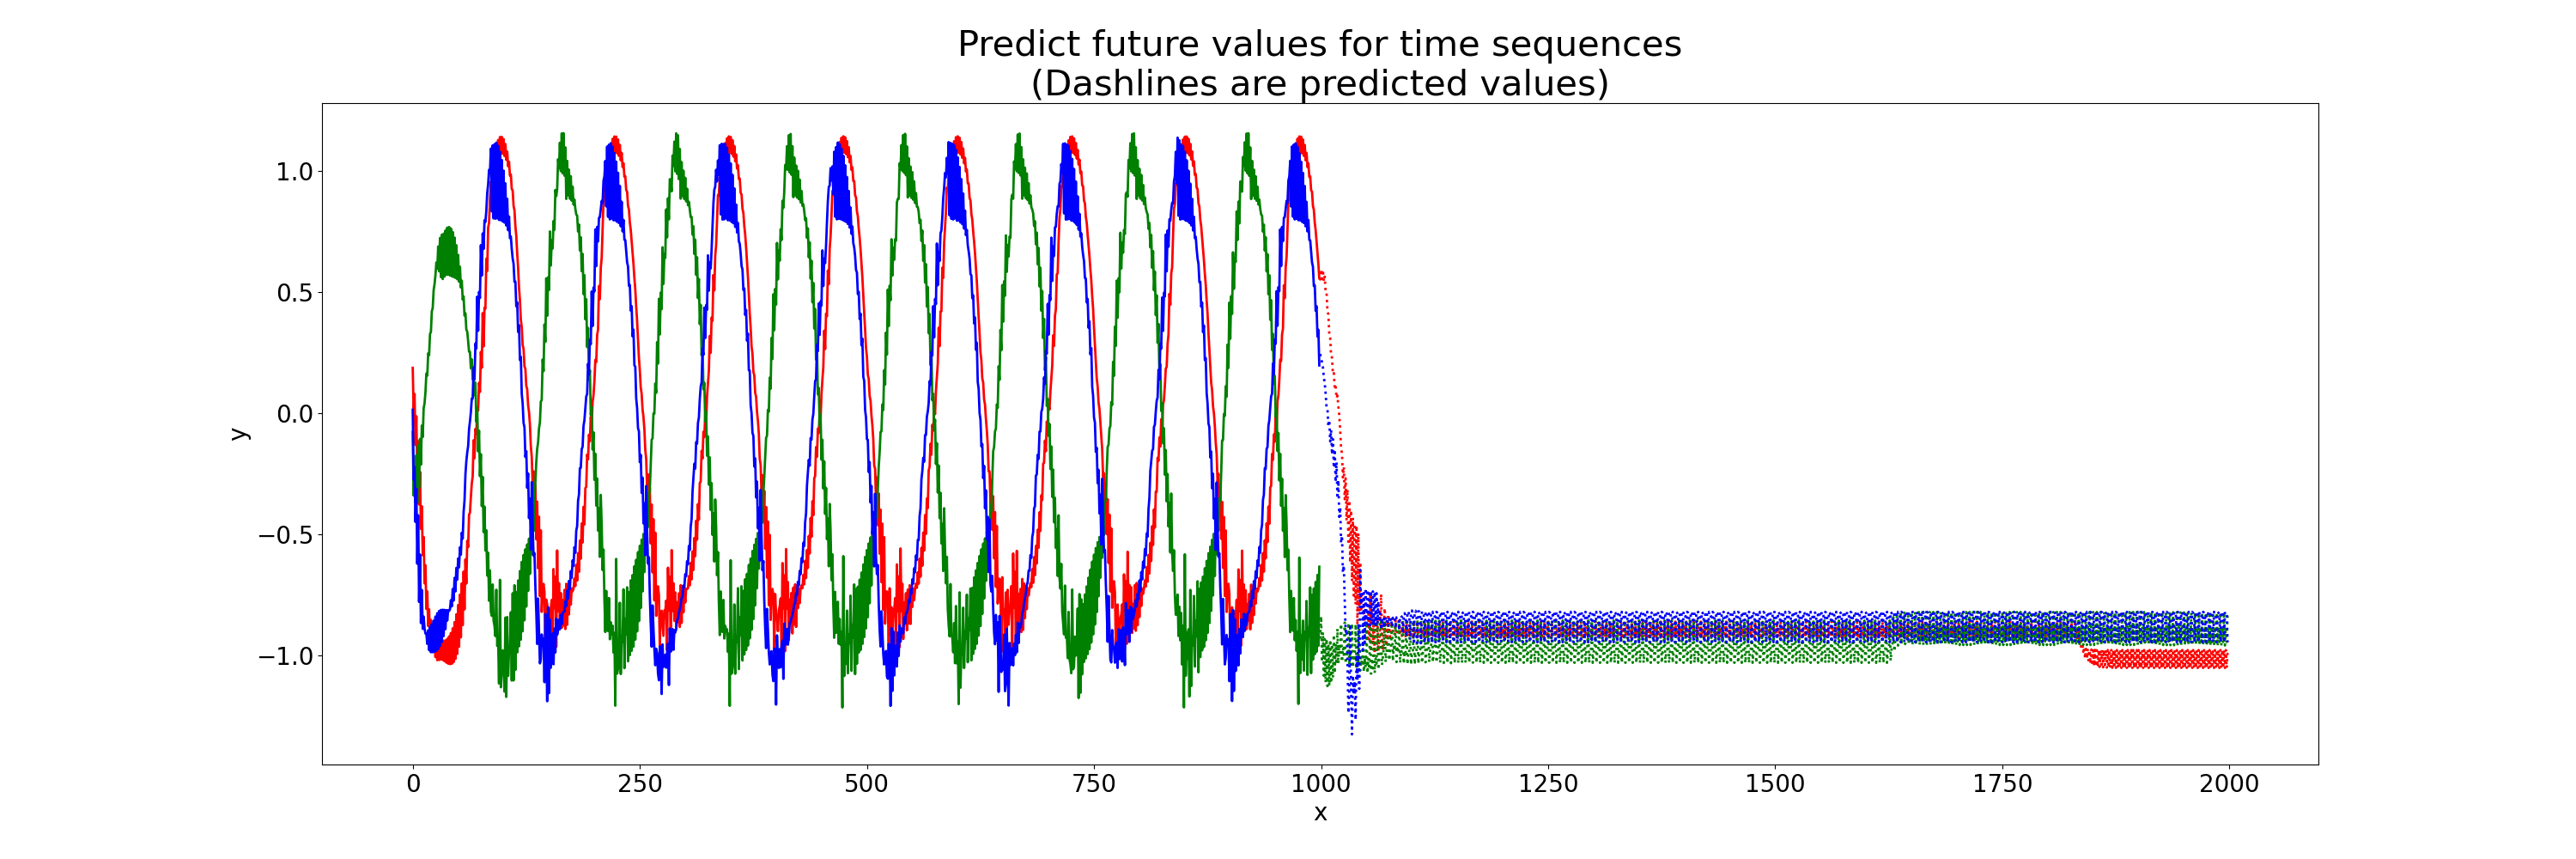 Predict future values for time sequences
(Dashlines are predicted values)
1.0
0.5
0.0
−0.5
−1.0
y
0 250 500 750 1000 1250 1500 1750 2000
x